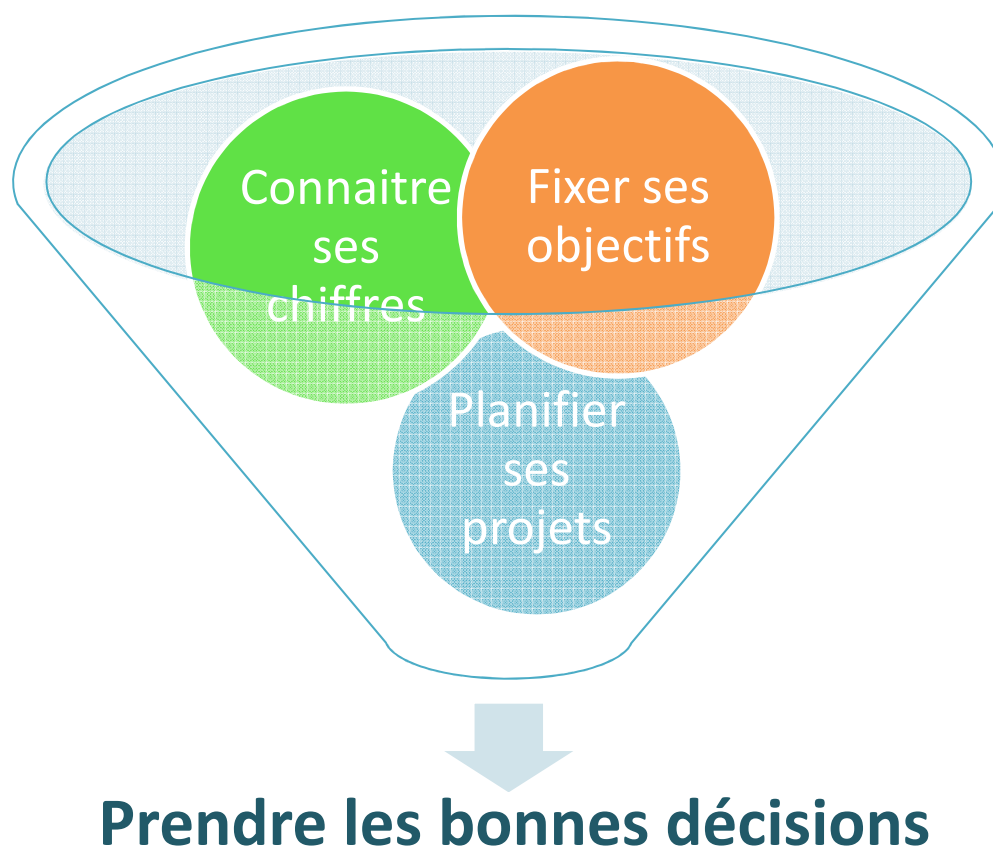 Connaitre
ses
chiffres
Fixer ses
objectifs
Planifier
ses
projets
Prendre les bonnes décisions